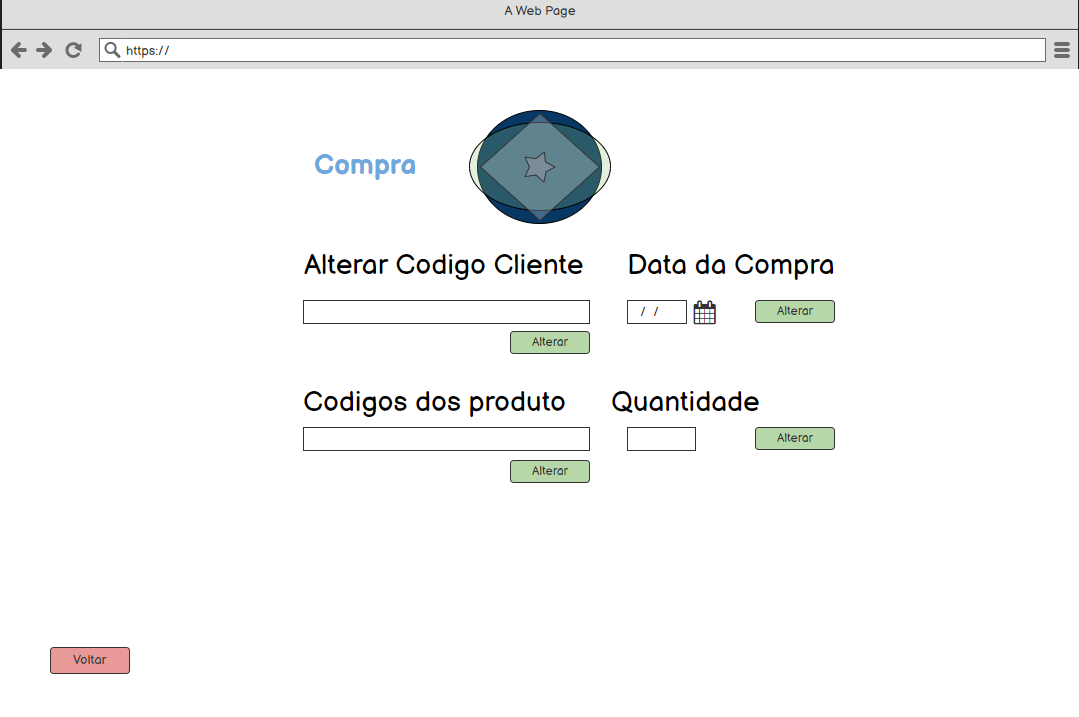 A Web Page
https://
Compra
Alterar Codigo Cliente
Data da Compra
/ /
Alterar
Alterar
Codigos dos produto
Quantidade
Alterar
Alterar
Voltar